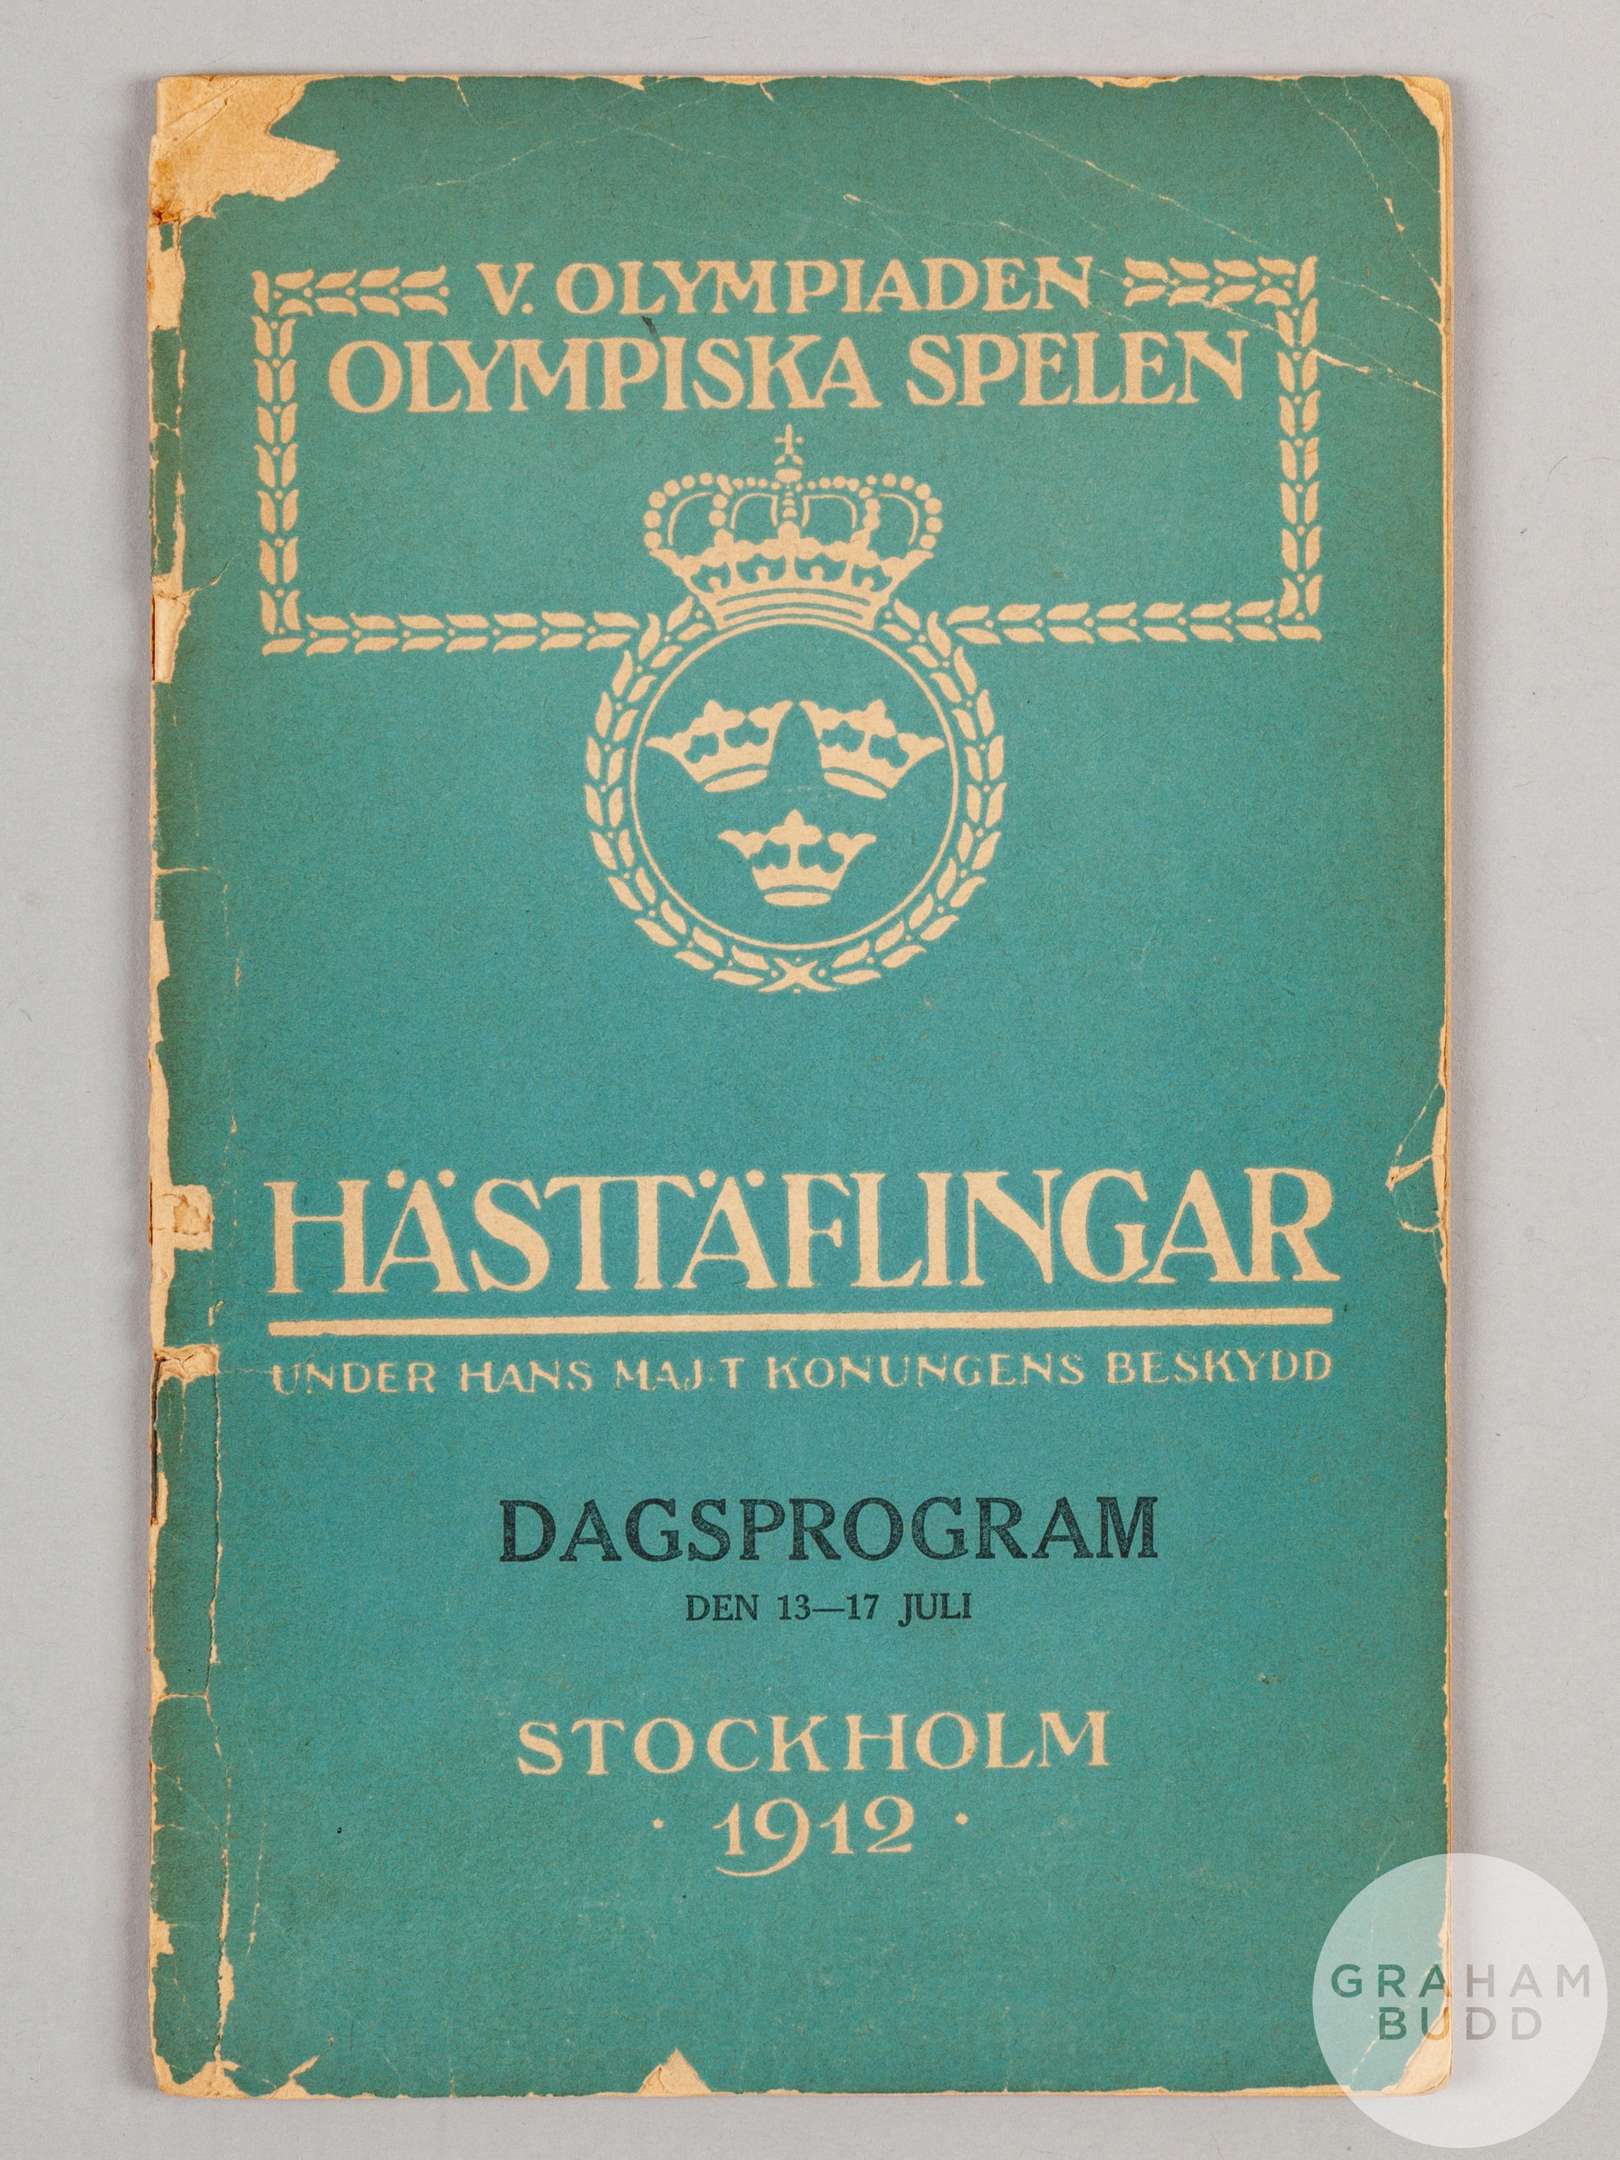 V. OLYMPIADEN
OLYMPISKA SPELEN
HÄSTTÄFLINGAR
UNDER HANS MAJ:T KONUNGENS BESKYDD
DAGSPROGRAM
DEN 13—17 JULI
STOCKHOLM
· 1912 ·
GRAHAM
BUDD